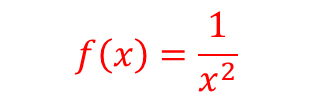 f(x) = 1/x²